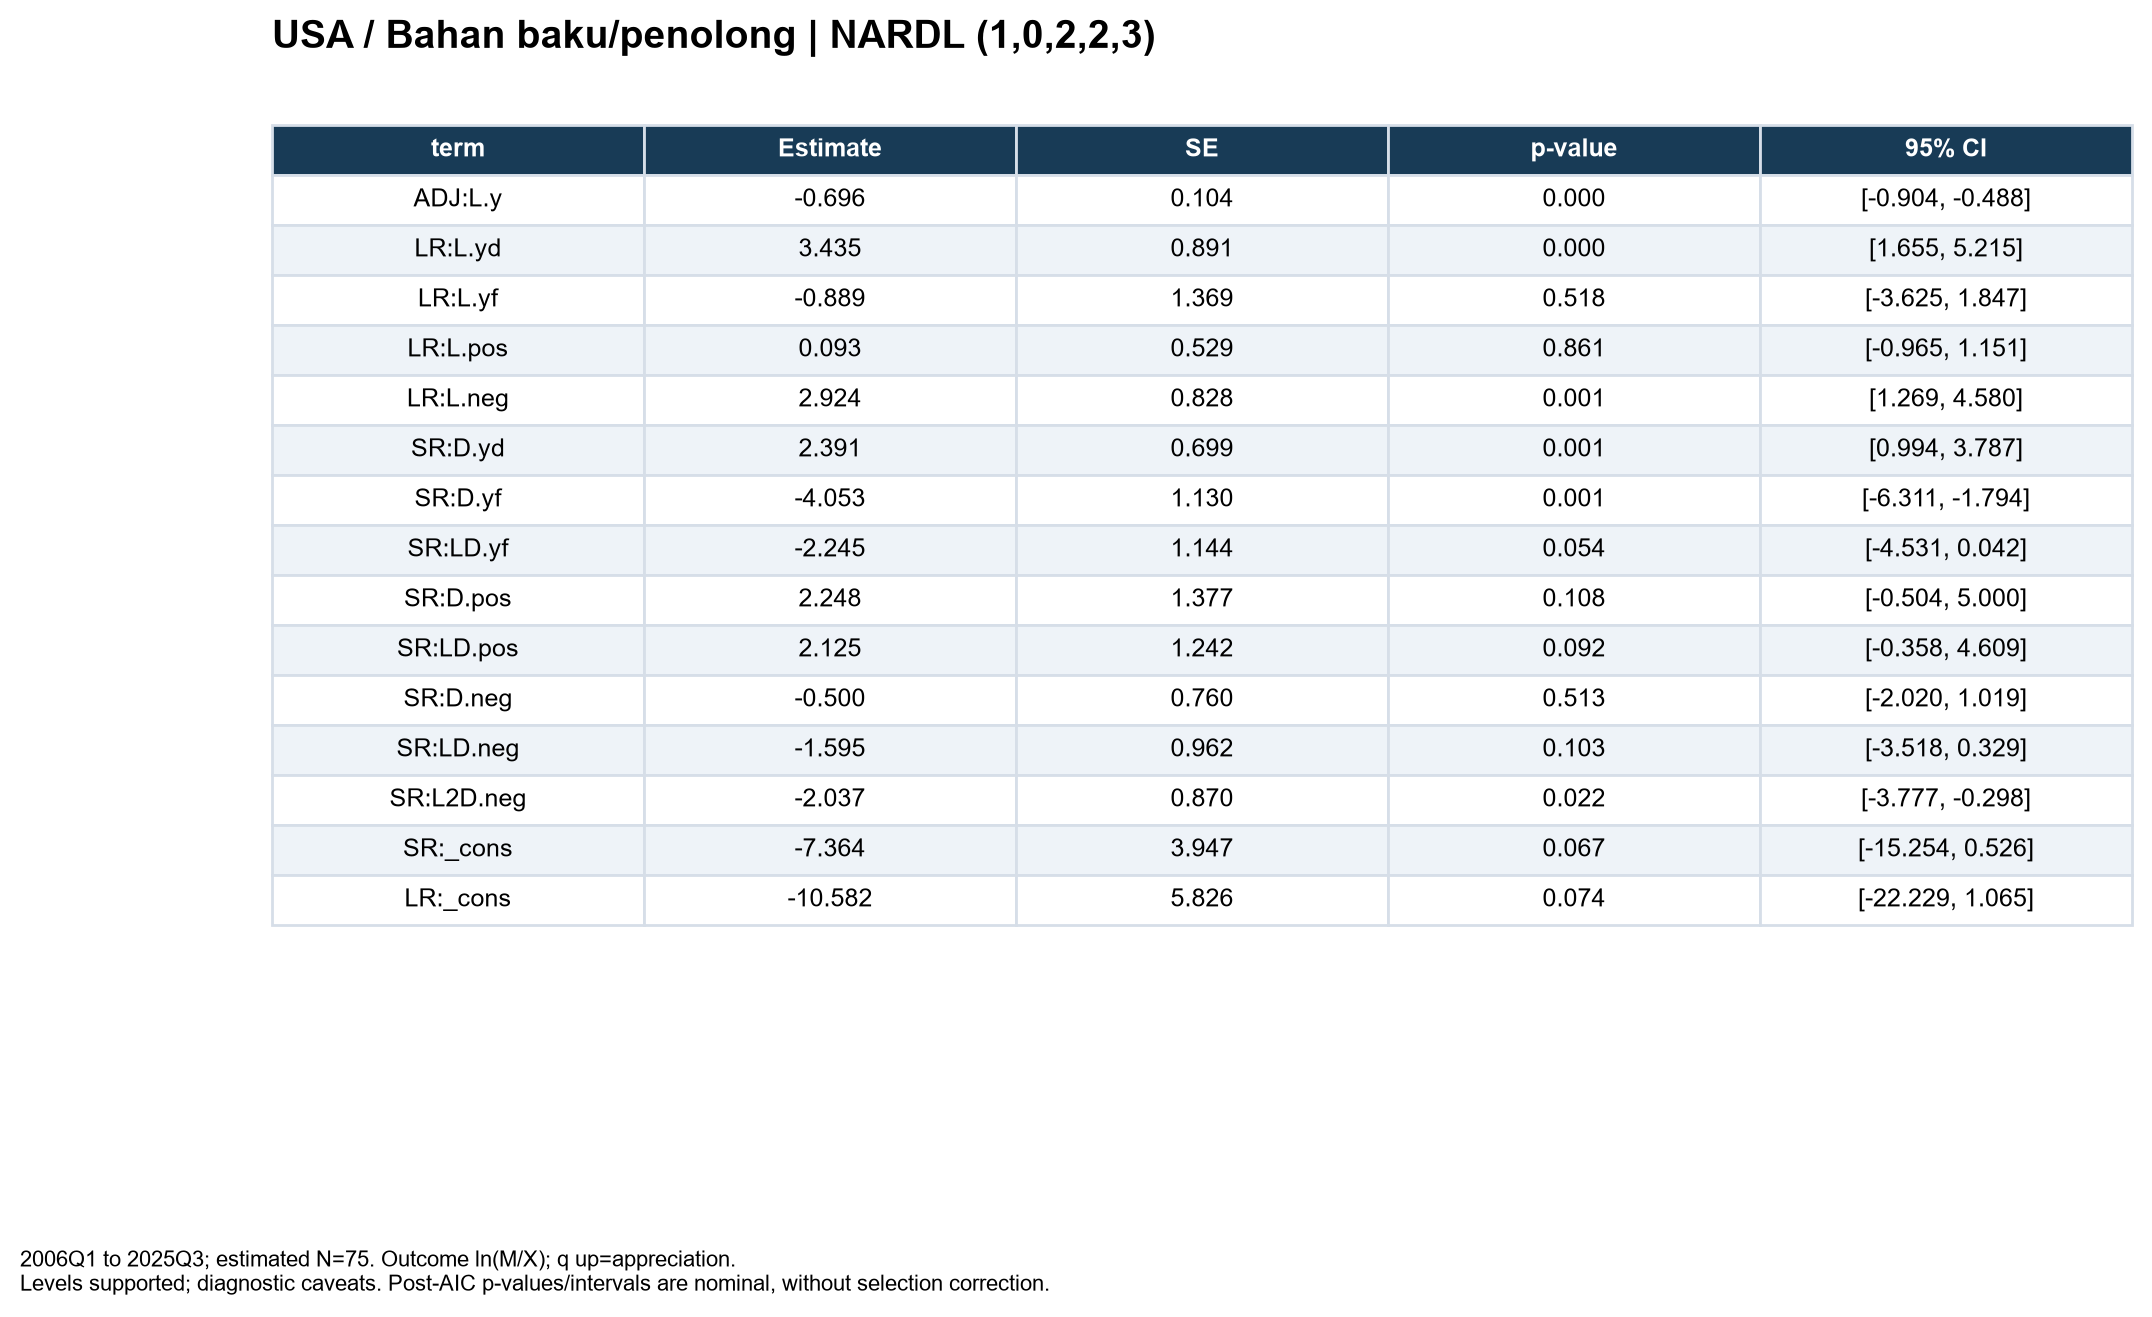 USA / Bahan baku/penolong | NARDL (1,0,2,2,3)
term Estimate SE p-value 95% CI
ADJ:L.y -0.696 0.104 0.000 [-0.904, -0.488]
LR:L.yd 3.435 0.891 0.000 [1.655, 5.215]
LR:L.yf -0.889 1.369 0.518 [-3.625, 1.847]
LR:L.pos 0.093 0.529 0.861 [-0.965, 1.151]
LR:L.neg 2.924 0.828 0.001 [1.269, 4.580]
SR:D.yd 2.391 0.699 0.001 [0.994, 3.787]
SR:D.yf -4.053 1.130 0.001 [-6.311, -1.794]
SR:LD.yf -2.245 1.144 0.054 [-4.531, 0.042]
SR:D.pos 2.248 1.377 0.108 [-0.504, 5.000]
SR:LD.pos 2.125 1.242 0.092 [-0.358, 4.609]
SR:D.neg -0.500 0.760 0.513 [-2.020, 1.019]
SR:LD.neg -1.595 0.962 0.103 [-3.518, 0.329]
SR:L2D.neg -2.037 0.870 0.022 [-3.777, -0.298]
SR:_cons -7.364 3.947 0.067 [-15.254, 0.526]
LR:_cons -10.582 5.826 0.074 [-22.229, 1.065]
2006Q1 to 2025Q3; estimated N=75. Outcome ln(M/X); q up=appreciation.
Levels supported; diagnostic caveats. Post-AIC p-values/intervals are nominal, without selection correction.